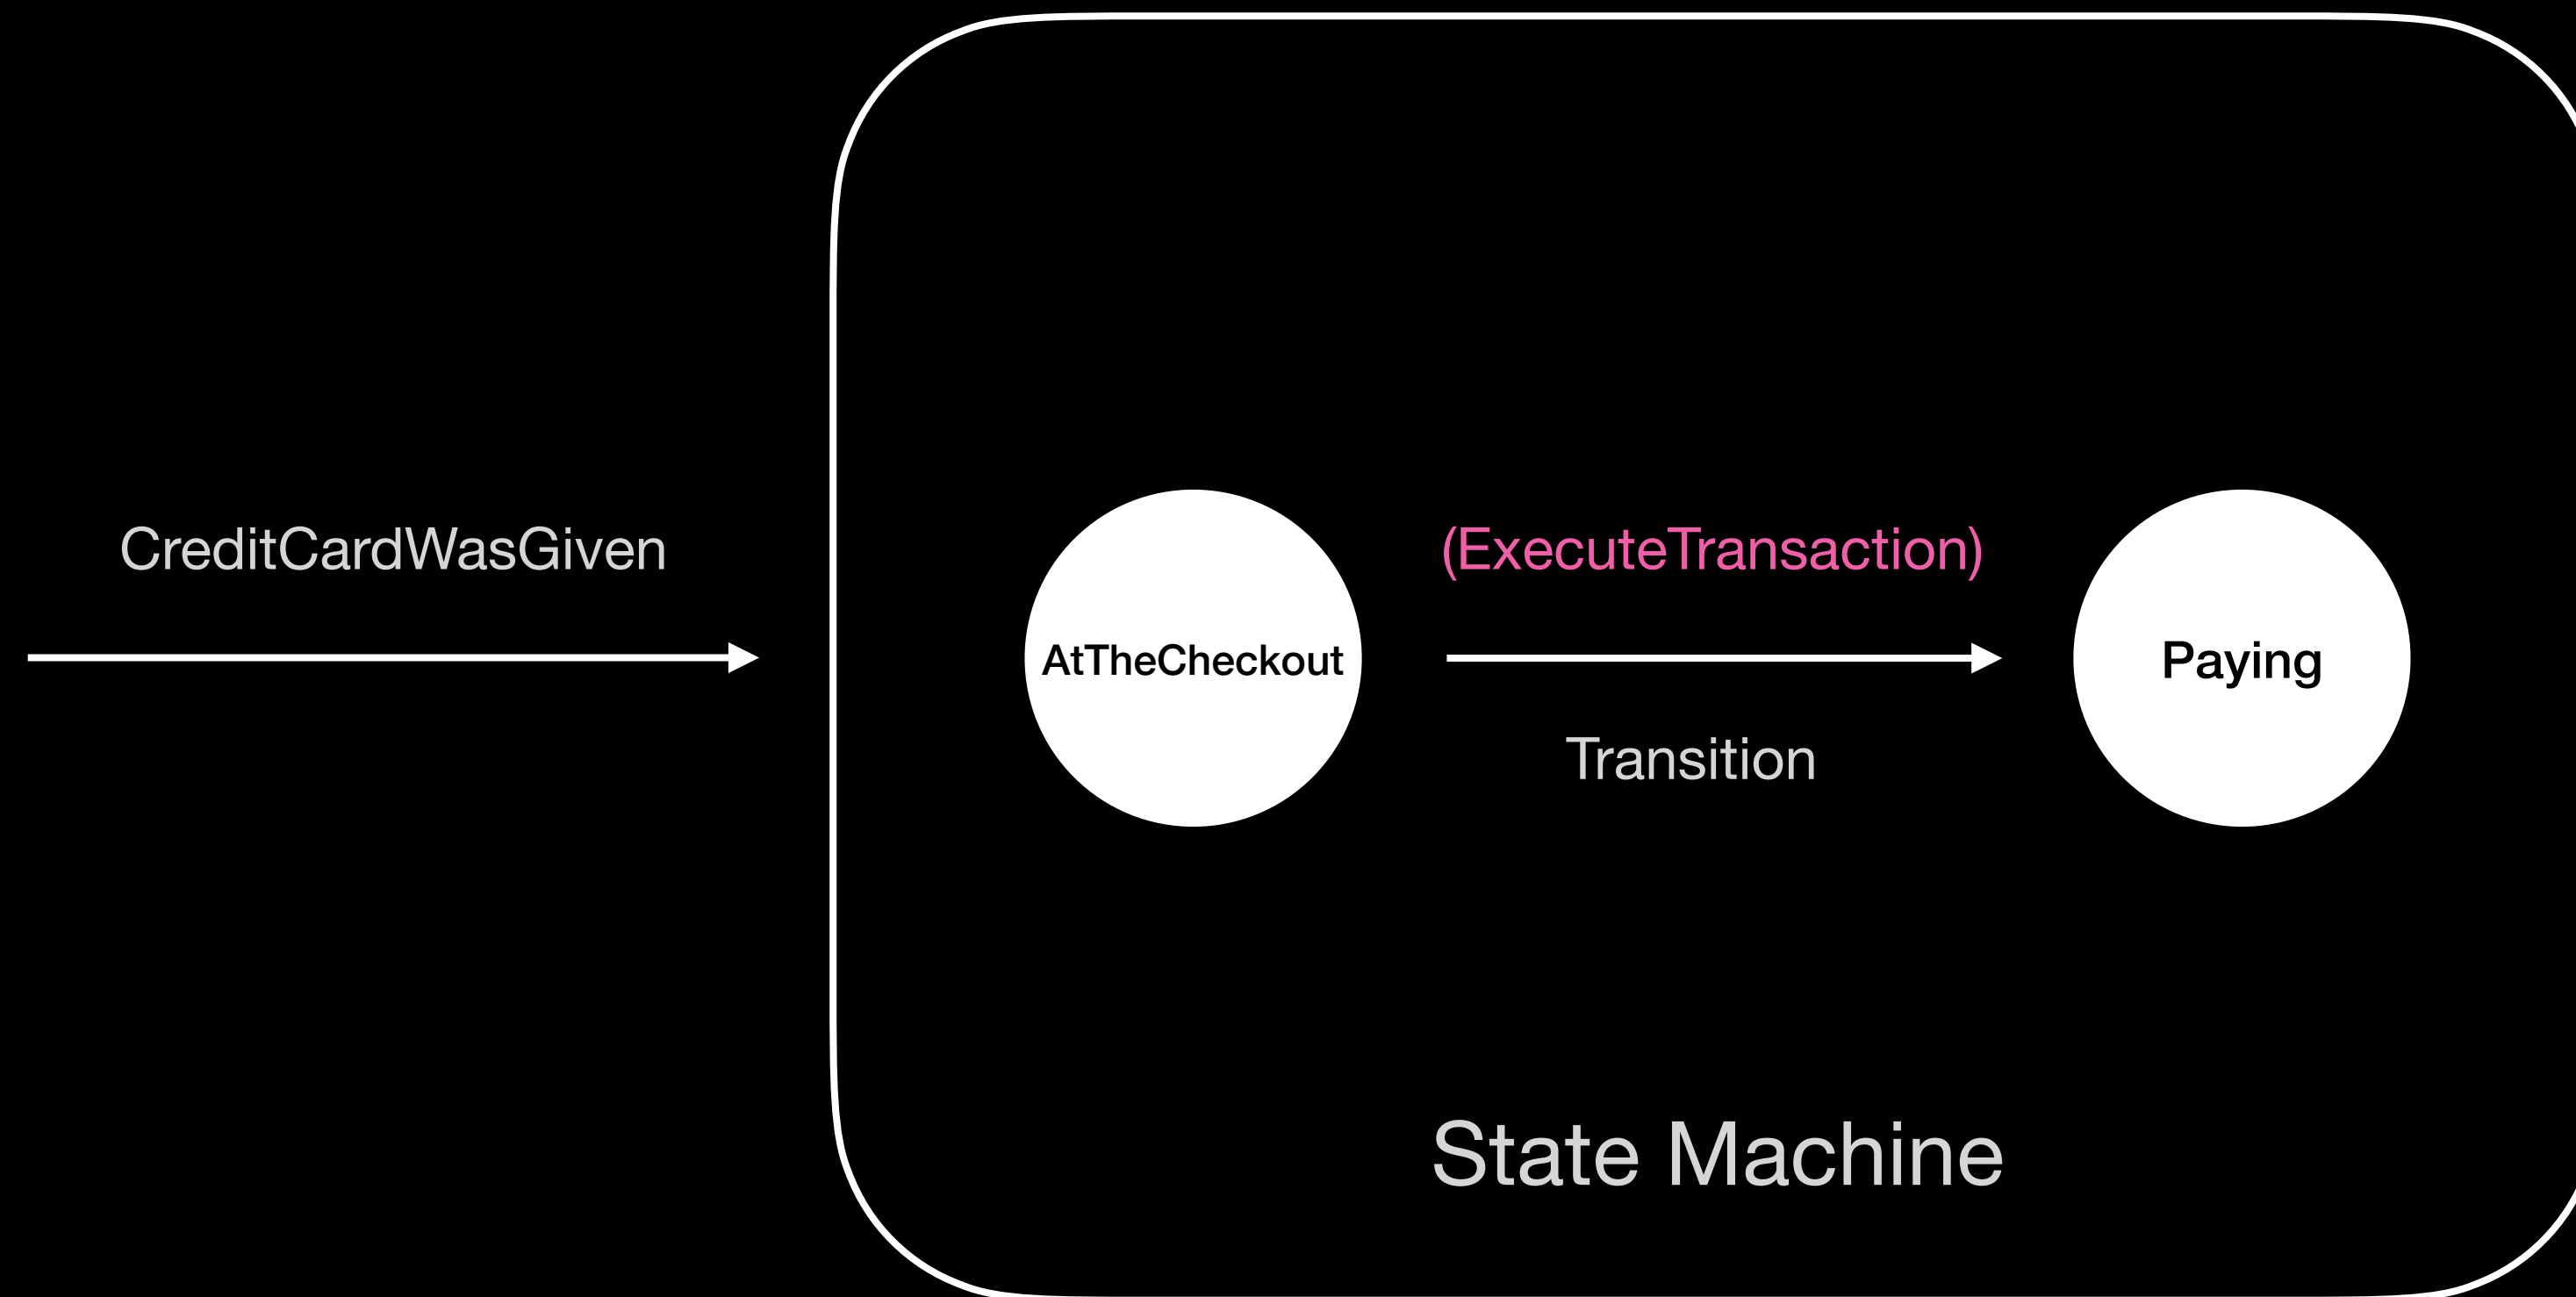 CreditCardWasGiven
(ExecuteTransaction)
AtTheCheckout
Paying
Transition
State Machine